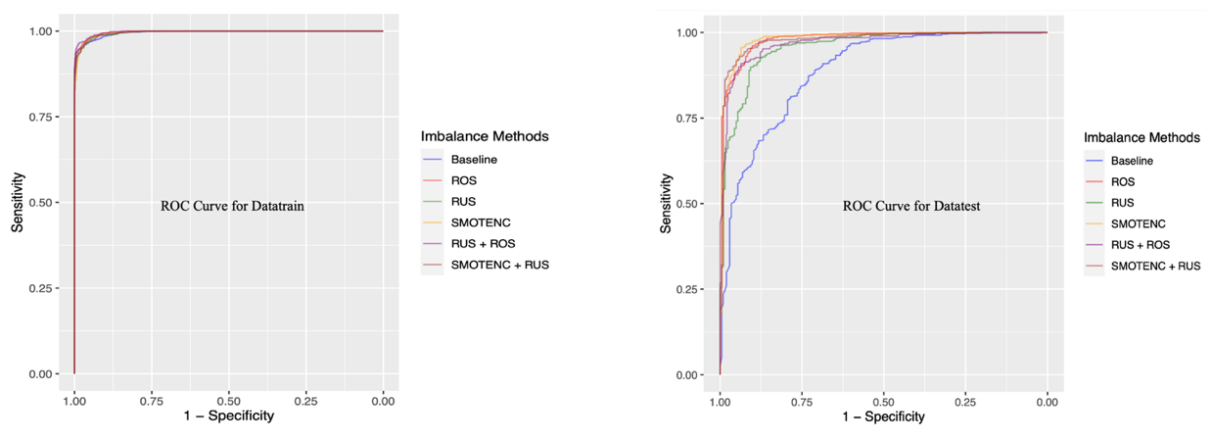 1.00
0.75
0.50
0.25
0.00
Sensitivity
ROC Curve for Datatrain
1.00 0.75 0.50 0.25 0.00
1 − Specificity
Imbalance Methods
Baseline
ROS
RUS
SMOTENC
RUS + ROS
SMOTENC + RUS
1.00
0.75
0.50
0.25
0.00
Sensitivity
ROC Curve for Datatest
1.00 0.75 0.50 0.25 0.00
1 − Specificity
Imbalance Methods
Baseline
ROS
RUS
SMOTENC
RUS + ROS
SMOTENC + RUS